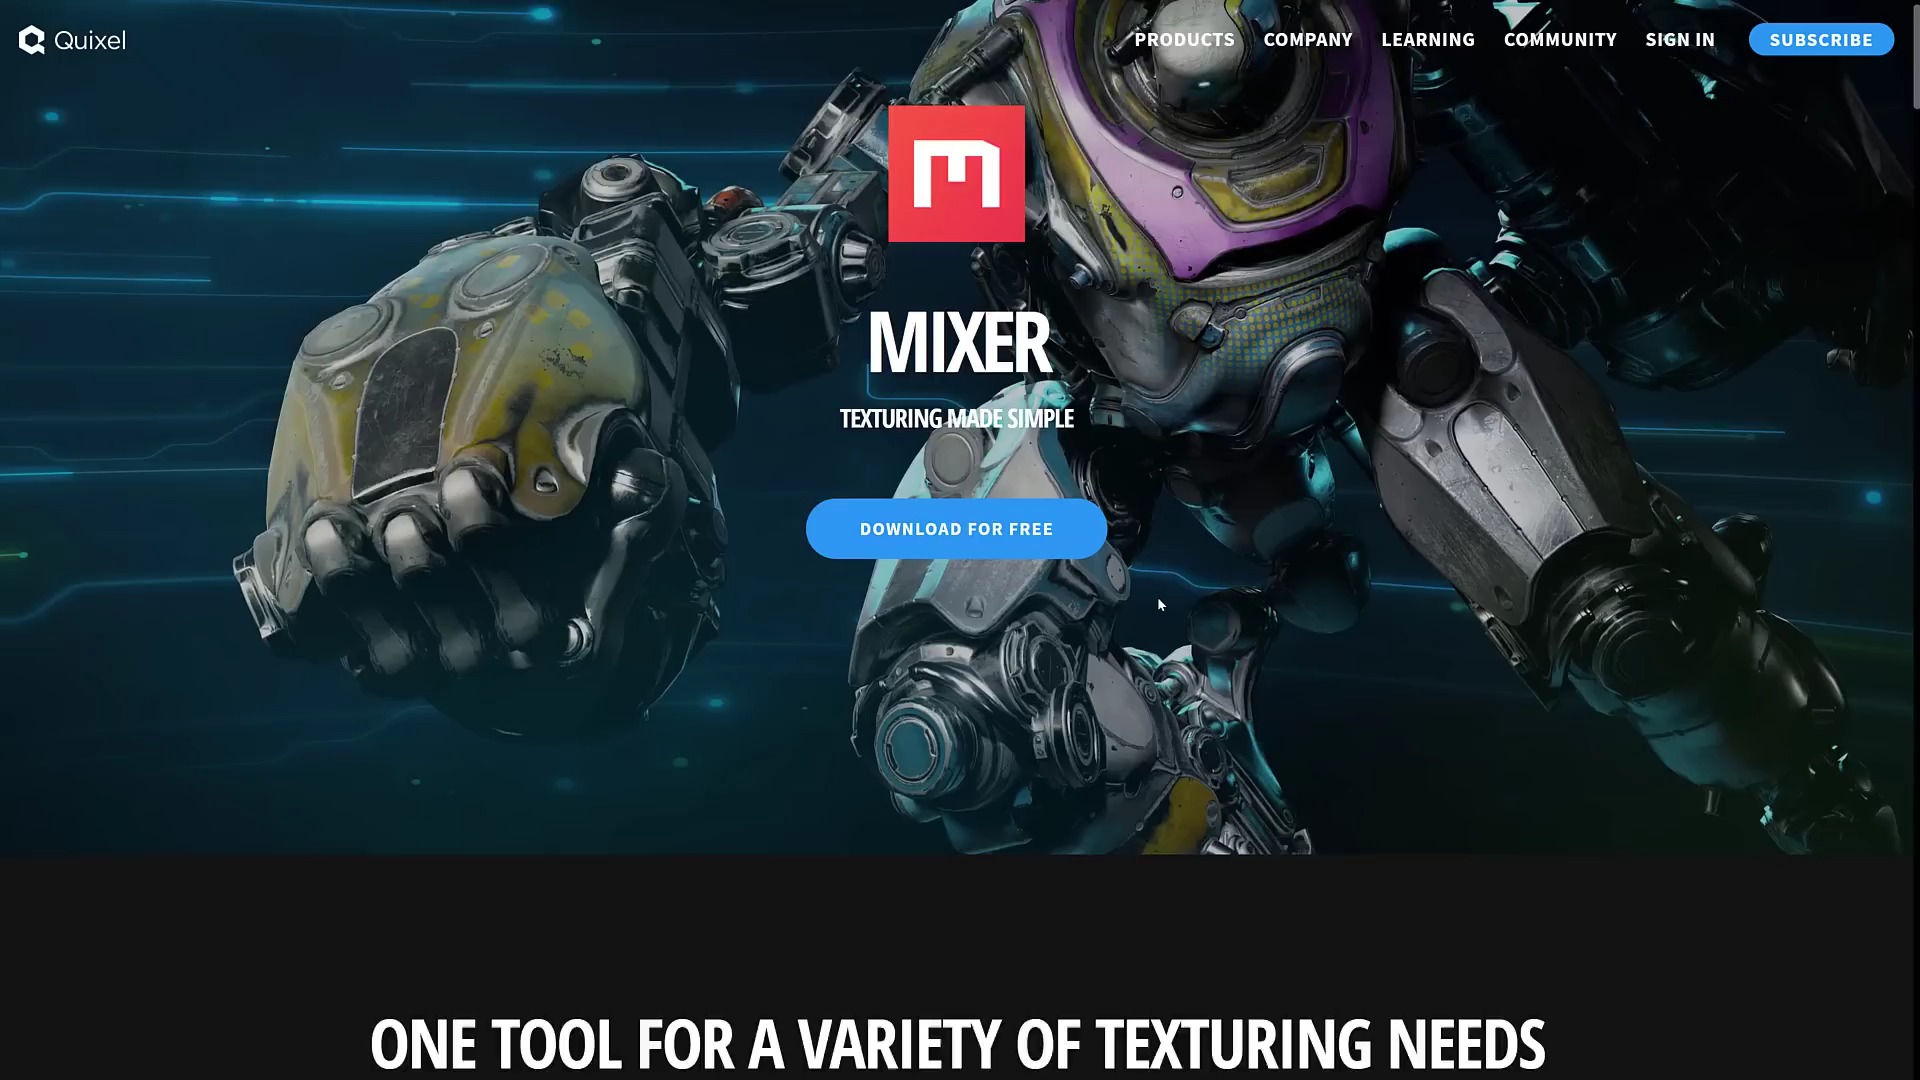 Quixel
PRODUCTS COMPANY LEARNING COMMUNITY SIGN IN SUBSCRIBE
MIXER
TEXTURING MADE SIMPLE
DOWNLOAD FOR FREE
ONE TOOL FOR A VARIETY OF TEXTURING NEEDS